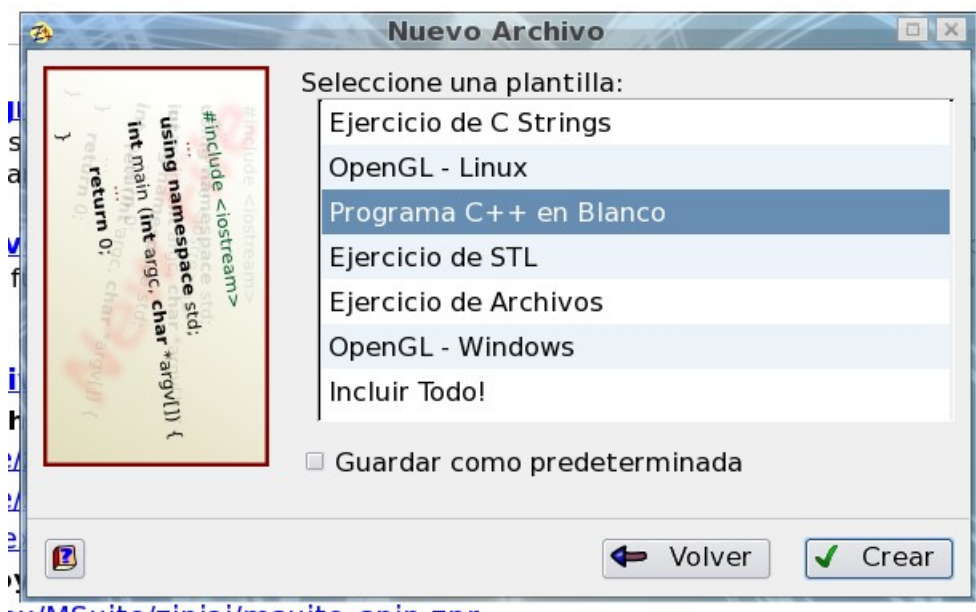 Nuevo Archivo
Seleccione una plantilla:
Ejercicio de C Strings
OpenGL - Linux
Programa C++ en Blanco
Ejercicio de STL
Ejercicio de Archivos
OpenGL - Windows
Incluir Todo!
Guardar como predeterminada
Volver
Crear
#include <iostream>
using namespace std;
...
int main (int argc, char *argv[]) {
...
return 0;
}